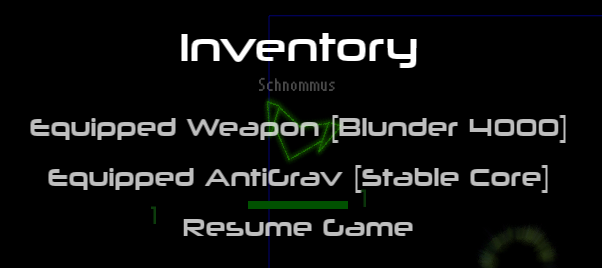 Inventory
Schnommus
Equipped Weapon [Blunder 4000]
Equipped AntiGrav [Stable Core]
1
1
Resume Game